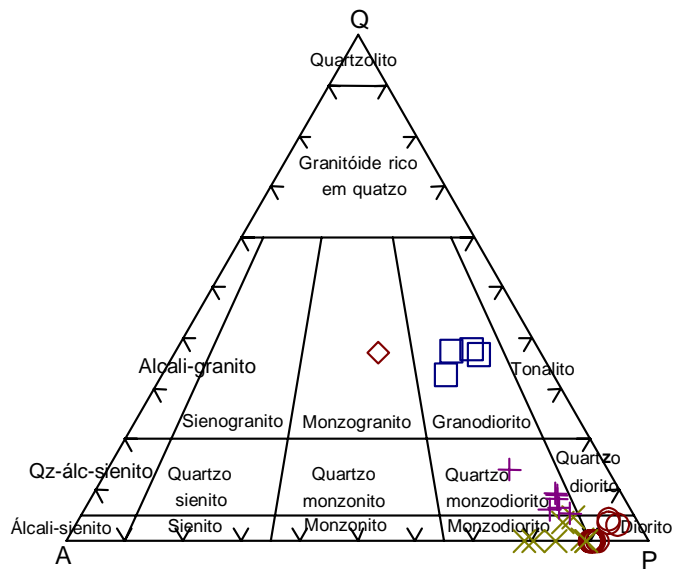 Q
Quartzolito
Granitóide rico
em quatzo
Alcali-granito
Tonalito
Sienogranito
Monzogranito
Granodiorito
Qz-álc-sienito
Quartzo
sienito
Quartzo
monzonito
Quartzo
monzodiorito
Quartzo
diorito
Álcali-sienito
Sienito
Monzonito
Monzodiorito
Diorito
A
P